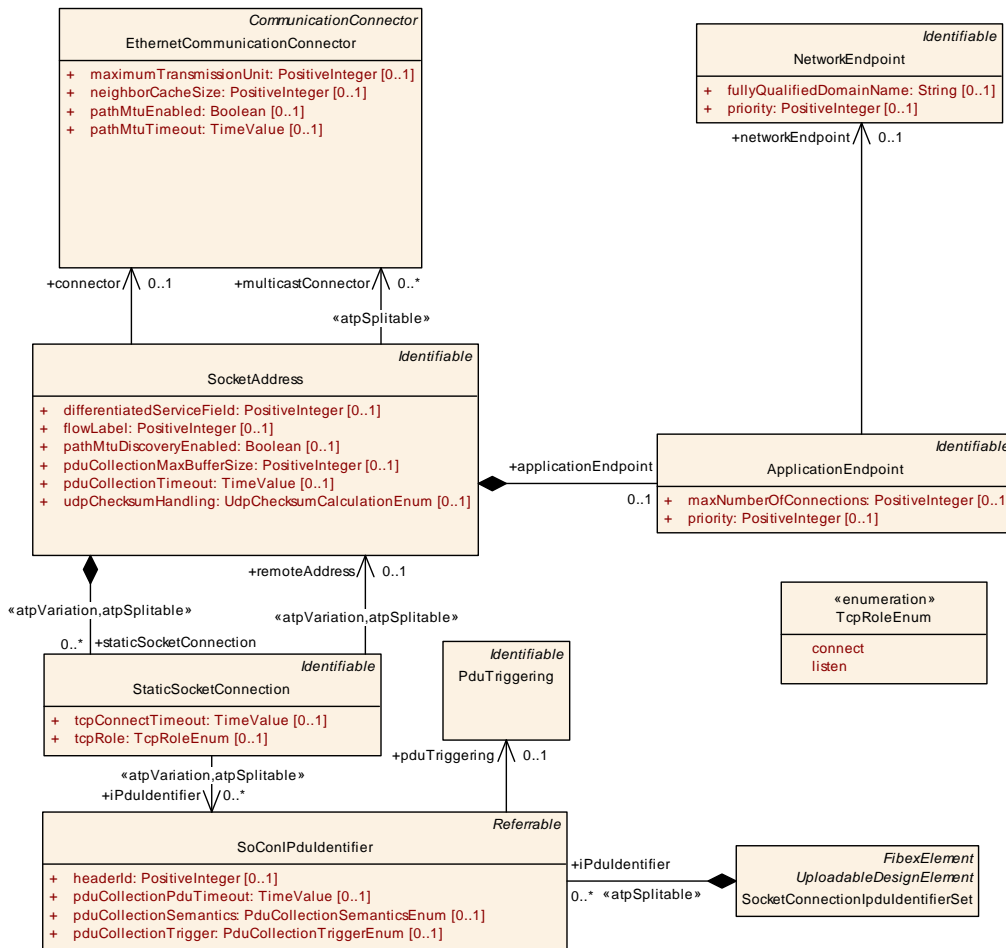 CommunicationConnector
EthernetCommunicationConnector
+ maximumTransmissionUnit: PositiveInteger [0..1]
+ neighborCacheSize: PositiveInteger [0..1]
+ pathMtuEnabled: Boolean [0..1]
+ pathMtuTimeout: TimeValue [0..1]
Identifiable
NetworkEndpoint
+ fullyQualifiedDomainName: String [0..1]
+ priority: PositiveInteger [0..1]
+networkEndpoint 0..1
+connector 0..1
+multicastConnector 0..*
«atpSplitable»
Identifiable
SocketAddress
+ differentiatedServiceField: PositiveInteger [0..1]
+ flowLabel: PositiveInteger [0..1]
+ pathMtuDiscoveryEnabled: Boolean [0..1]
+ pduCollectionMaxBufferSize: PositiveInteger [0..1]
+ pduCollectionTimeout: TimeValue [0..1]
+ udpChecksumHandling: UdpChecksumCalculationEnum [0..1]
+applicationEndpoint
0..1
Identifiable
ApplicationEndpoint
+ maxNumberOfConnections: PositiveInteger [0..1
+ priority: PositiveInteger [0..1]
+remoteAddress 0..1
«atpVariation,atpSplitable»
«atpVariation,atpSplitable»
0..* +staticSocketConnection
«enumeration»
TcpRoleEnum
connect
listen
Identifiable
StaticSocketConnection
+ tcpConnectTimeout: TimeValue [0..1]
+ tcpRole: TcpRoleEnum [0..1]
Identifiable
PduTriggering
+pduTriggering 0..1
«atpVariation,atpSplitable»
+iPduIdentifier 0..*
Referrable
SoConIPduIdentifier
+ headerId: PositiveInteger [0..1]
+ pduCollectionPduTimeout: TimeValue [0..1]
+ pduCollectionSemantics: PduCollectionSemanticsEnum [0..1]
+ pduCollectionTrigger: PduCollectionTriggerEnum [0..1]
+iPduIdentifier
0..* «atpSplitable»
FibexElement
UploadableDesignElement
SocketConnectionIpduIdentifierSet